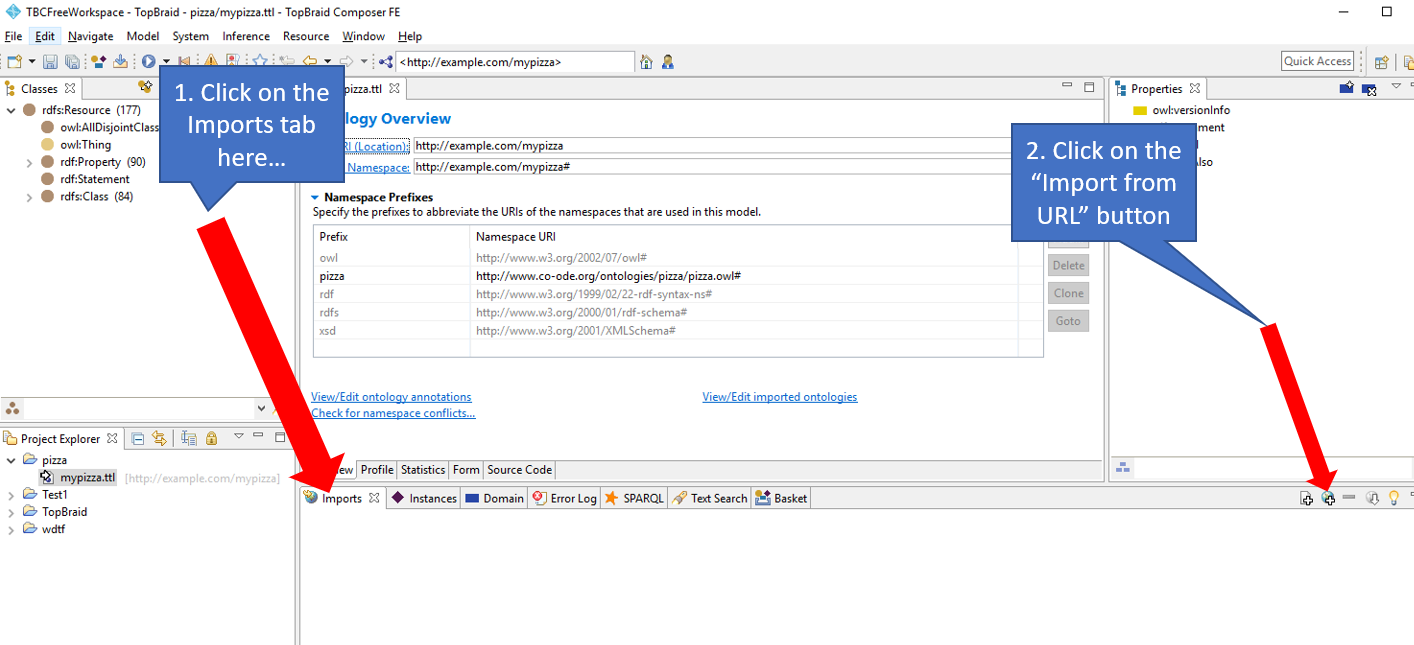 TBCFreeWorkspace - TopBraid - pizza/mypizza.ttl - TopBraid Composer FE
File Edit Navigate Model System Inference Resource Window Help
<http://example.com/mypizza>
Quick Access
Classes
rdfs:Resource (177)
owl:AllDisjointClass
owl:Thing
rdf:Property (90)
rdf:Statement
rdfs:Class (84)
1. Click on the
Imports tab
here...
pizza.ttl
logy Overview
RI (Location): http://example.com/mypizza
Namespace: http://example.com/mypizza#
Namespace Prefixes
Specify the prefixes to abbreviate the URIs of the namespaces that are used in this model.
Prefix Namespace URI
owl http://www.w3.org/2002/07/owl#
pizza http://www.co-ode.org/ontologies/pizza/pizza.owl#
rdf http://www.w3.org/1999/02/22-rdf-syntax-ns#
rdfs http://www.w3.org/2000/01/rdf-schema#
xsd http://www.w3.org/2001/XMLSchema#
Delete
Clone
Goto
View/Edit ontology annotations View/Edit imported ontologies
Check for namespace conflicts...
Properties
owl:versionInfo
ment
lso
2. Click on the
“Import from
URL” button
Project Explorer
pizza
mypizza.ttl [http://example.com/mypizza]
Test1
TopBraid
wdtf
ew Profile Statistics Form Source Code
Imports Instances Domain Error Log SPARQL Text Search Basket